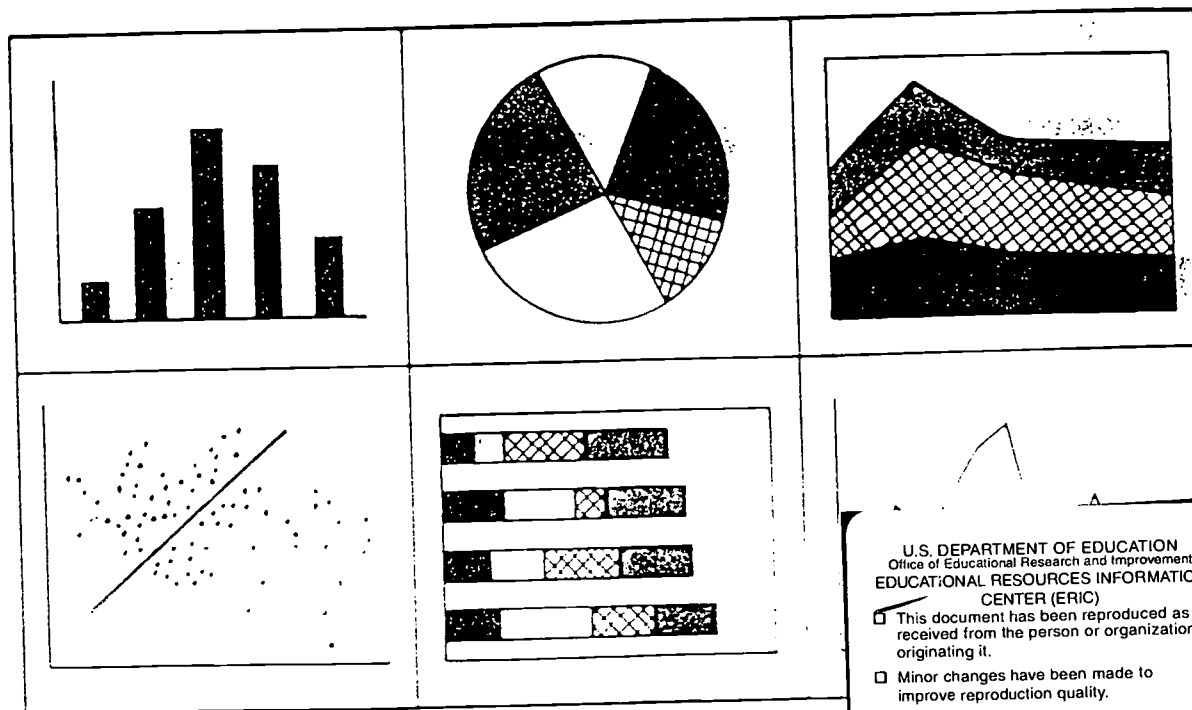 U.S. DEPARTMENT OF EDUCATION
Office of Educational Research and Improvement
EDUCATIONAL RESOURCES INFORMATIC
CENTER (ERIC)
☐ This document has been reproduced as
received from the person or organization
originating it.
☐ Minor changes have been made to
improve reproduction quality.